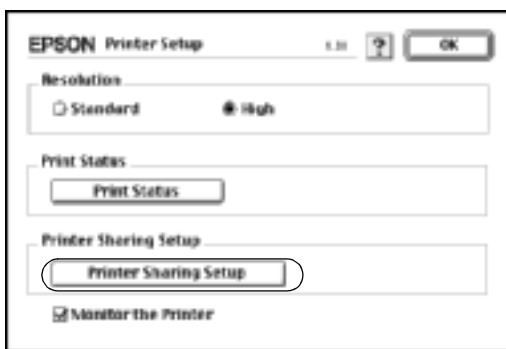 EPSON Printer Setup ? OK
Resolution
Standard High
Print Status
Print Status
Printer Sharing Setup
Printer Sharing Setup
Monitor the Printer